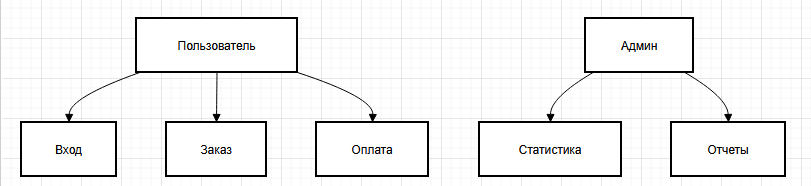 Пользователь
Админ
Вход
Заказ
Оплата
Статистика
Отчеты